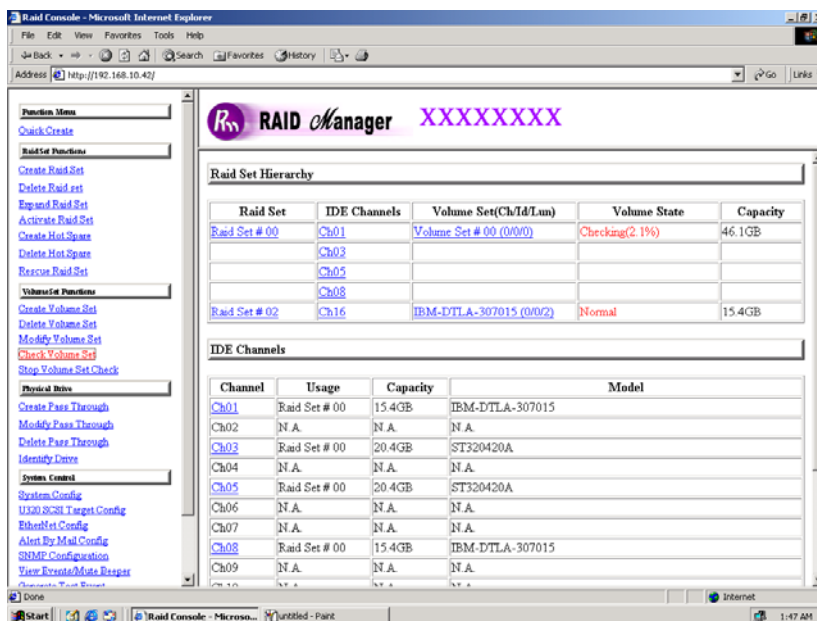 Raid Console - Microsoft Internet Explorer
File Edit View Favorites Tools Help
Back Search Favorites History
Address http://192.168.10.42/ Go Links
Function Menu
Quick Create
RaidSet Functions
Create Raid Set
Delete Raid set
Expand Raid Set
Activate Raid Set
Create Hot Spare
Delete Hot Spare
Rescue Raid Set
VolumeSet Functions
Create Volume Set
Delete Volume Set
Modify Volume Set
Check Volume Set
Stop Volume Set Check
Physical Drive
Create Pass Through
Modify Pass Through
Delete Pass Through
Identify Drive
System Control
System Config
U320 SCSI Target Config
EtherNet Config
Alert By Mail Config
SNMP Configuration
View Events/Mute Beeper
Generate Test Event
Rm RAID Manager XXXXXXXX
Raid Set Hierarchy
Raid Set IDE Channels Volume Set(Ch/Id/Lun) Volume State Capacity
Raid Set # 00 Ch01 Volume Set # 00 (0/0/0) Checking(2.1%) 46.1GB
Ch03
Ch05
Ch08
Raid Set # 02 Ch16 IBM-DTLA-307015 (0/0/2) Normal 15.4GB
IDE Channels
Channel Usage Capacity Model
Ch01 Raid Set # 00 15.4GB IBM-DTLA-307015
Ch02 N.A. N.A. N.A.
Ch03 Raid Set # 00 20.4GB ST320420A
Ch04 N.A. N.A. N.A.
Ch05 Raid Set # 00 20.4GB ST320420A
Ch06 N.A. N.A. N.A.
Ch07 N.A. N.A. N.A.
Ch08 Raid Set # 00 15.4GB IBM-DTLA-307015
Ch09 N.A. N.A. N.A.
Ch10 N.A. N.A. N.A.
Done Internet
Start Raid Console - Microso... untitled - Paint 1:47 AM